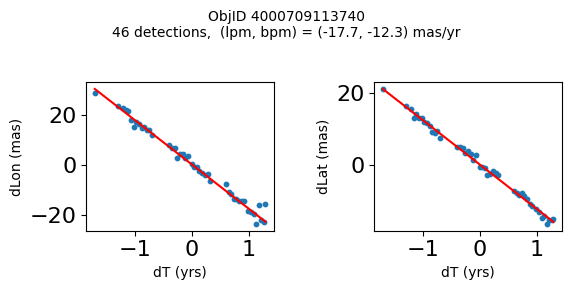 ObjID 4000709113740
46 detections,  (lpm, bpm) = (-17.7, -12.3) mas/yr
dLon (mas)
20
0
−20
−1
0
1
dT (yrs)
dLat (mas)
20
0
−1
0
1
dT (yrs)